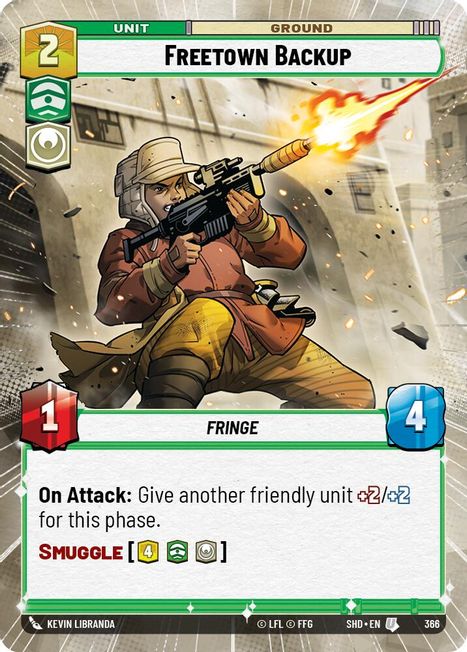 UNIT GROUND
2 FREETOWN BACKUP
1 4
FRINGE
On Attack: Give another friendly unit +2/+2
for this phase.
SMUGGLE [4 ]
KEVIN LIBRANDA © LFL © FFG SHD • EN U 366